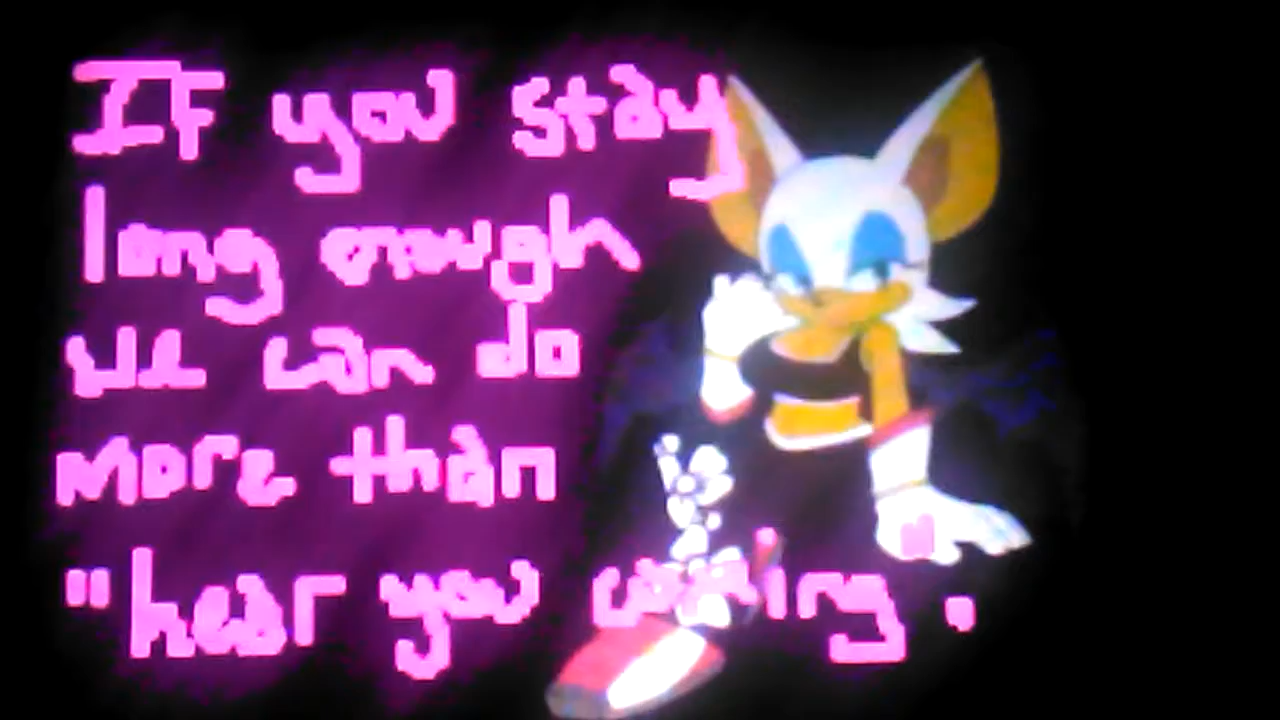 If you stay
long enough
we can do
more than
"hear you coming".